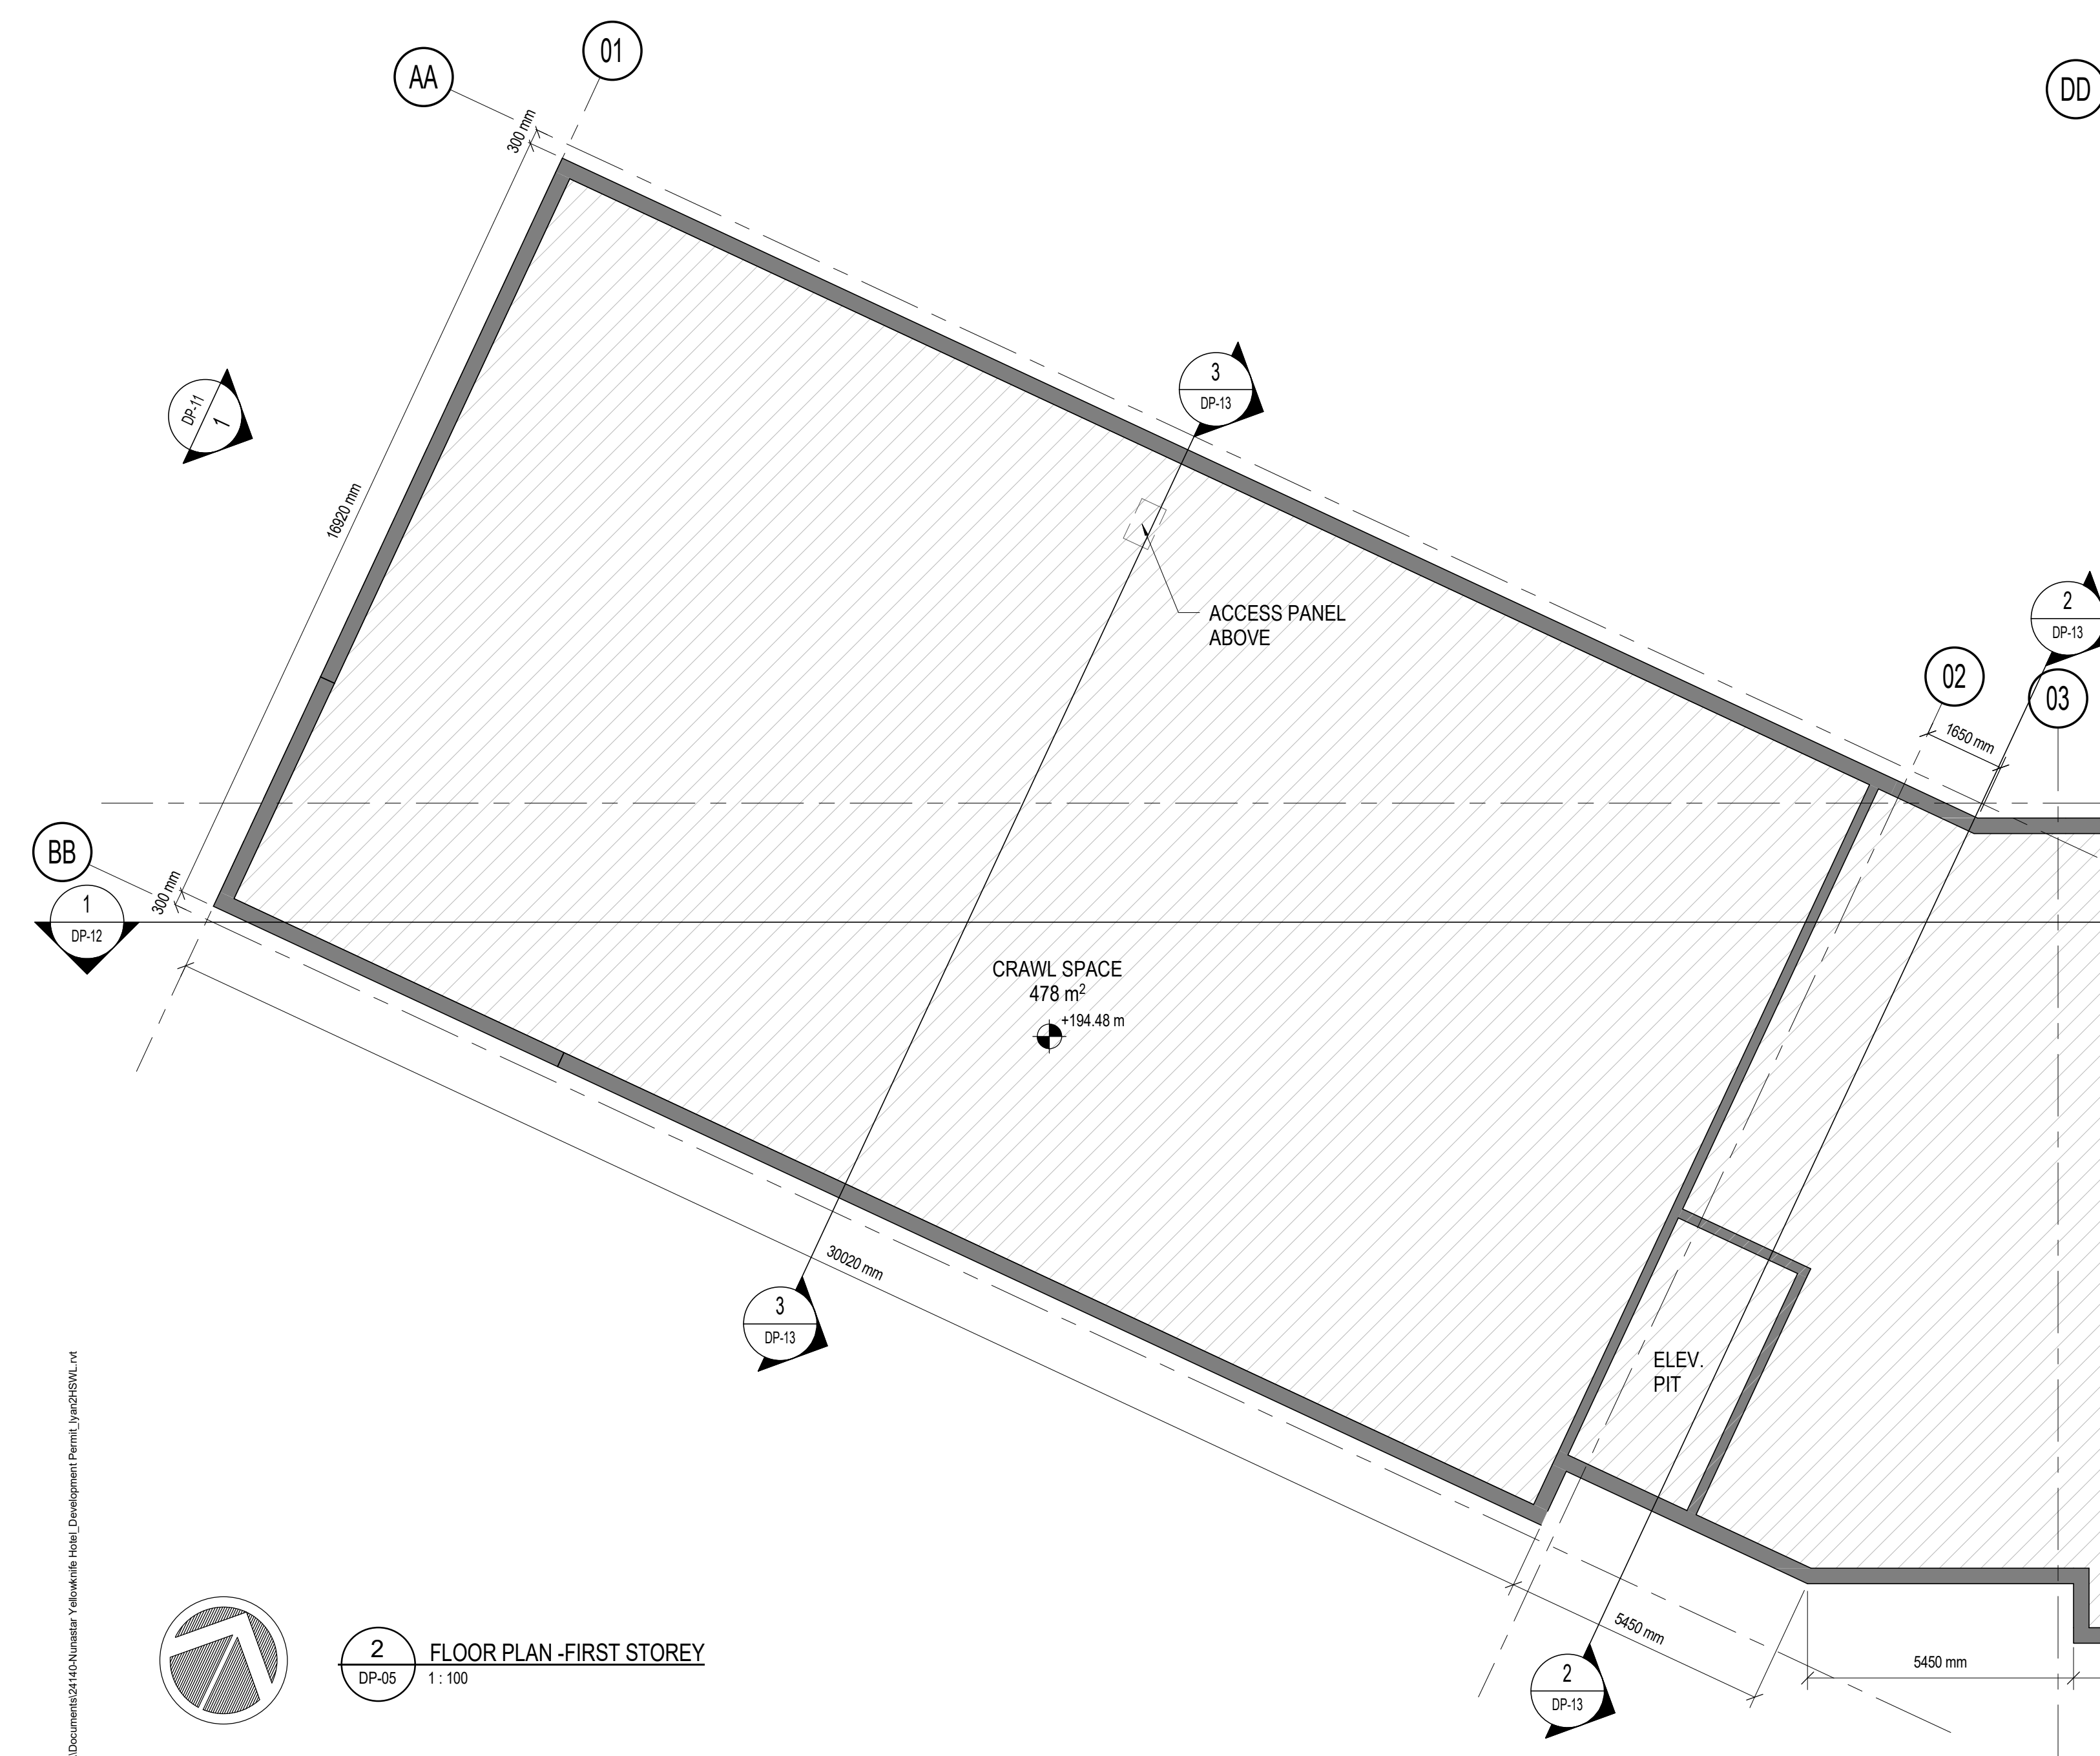 01
AA
DD
300 mm
3
DP-13
DP-11
1
16920 mm
ACCESS PANEL
ABOVE
2
DP-13
02
03
1650 mm
BB
300 mm
1
DP-12
CRAWL SPACE
478 m²
+194.48 m
30020 mm
3
DP-13
ELEV.
PIT
5450 mm
5450 mm
2
DP-13
2
DP-05
FLOOR PLAN -FIRST STOREY
1 : 100
\Documents\24140-Nunastar Yellowknife Hotel_Development Permit_lyan2HSWL.rvt